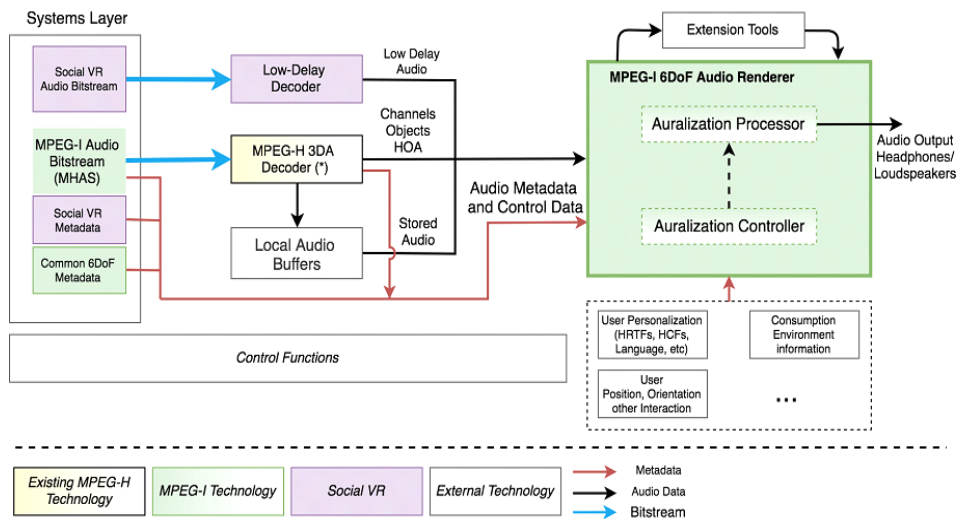 Systems Layer
Social VR
Audio Bitstream
MPEG-I Audio
Bitstream
(MHAS)
Social VR
Metadata
Common 6DoF
Metadata
Low-Delay
Decoder
MPEG-H 3DA
Decoder (*)
Local Audio
Buffers
Low Delay
Audio
Channels
Objects
HOA
Stored
Audio
Audio Metadata
and Control Data
Extension Tools
MPEG-I 6DoF Audio Renderer
Auralization Processor
Auralization Controller
Audio Output
Headphones/
Loudspeakers
Control Functions
User Personalization
(HRTFs, HCFs,
Language, etc)
Consumption
Environment
information
User
Position, Orientation
other Interaction
...
Existing MPEG-H
Technology
MPEG-I Technology
Social VR
External Technology
Metadata
Audio Data
Bitstream